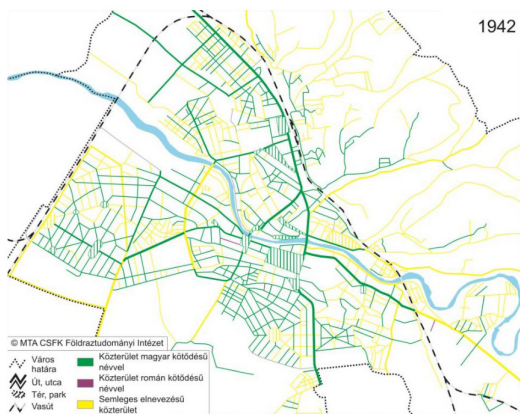 1942
© MTA CSFK Földrajztudományi Intézet
Város
határa
Út, utca
Tér, park
Vasút
Közterület magyar kötődésű
névvel
Közterület román kötődésű
névvel
Semleges elnevezésű
közterület